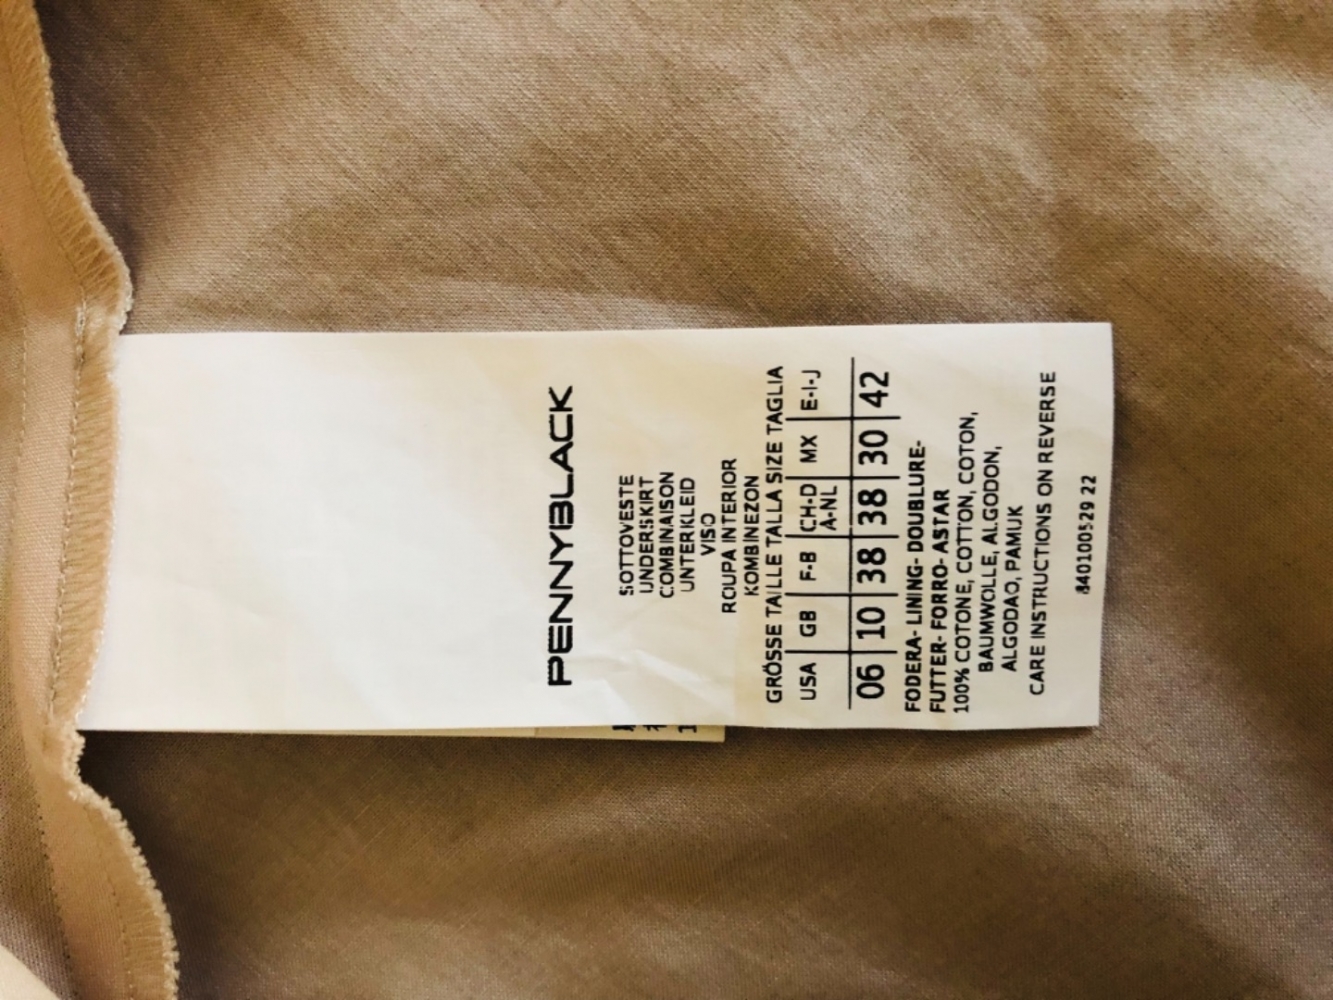 PENNYBLACK
SOTTOVESTE
UNDERSKIRT
COMBINAISON
UNTERKLEID
VISO
ROUPA INTERIOR
KOMBINEZON
GRÖSSE TAILLE TALLA SIZE TAGLIA
USA GB F-B CH-D MX E-I-J
A-NL
06 10 38 38 30 42
FODERA- LINING- DOUBLURE-
FUTTER- FORRO- ASTAR
100% COTONE, COTTON, COTON,
BAUMWOLLE, ALGODON,
ALGODAO, PAMUK
CARE INSTRUCTIONS ON REVERSE
840100529 22